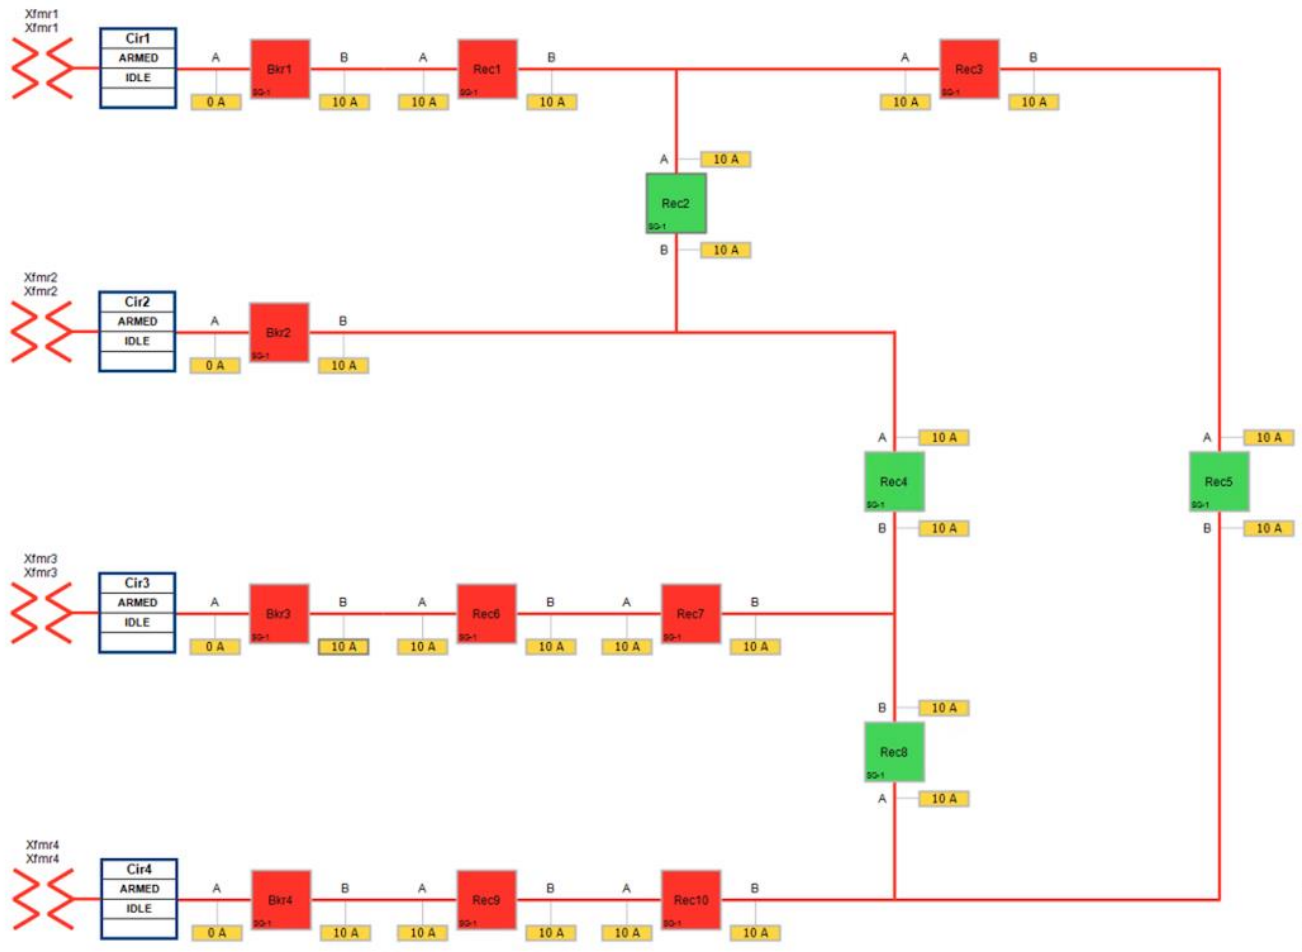 Xfmr1
Xfmr1
Cir1
ARMED
IDLE
A
0 A
Bkr1
SG-1
B
10 A
A
10 A
Rec1
SG-1
B
10 A
A
10 A
Rec3
SG-1
B
10 A
A
10 A
Rec2
SG-1
B
10 A
Xfmr2
Xfmr2
Cir2
ARMED
IDLE
A
0 A
Bkr2
SG-1
B
10 A
A
10 A
Rec4
SG-1
B
10 A
A
10 A
Rec5
SG-1
B
10 A
Xfmr3
Xfmr3
Cir3
ARMED
IDLE
A
0 A
Bkr3
SG-1
B
10 A
A
10 A
Rec6
SG-1
B
10 A
A
10 A
Rec7
SG-1
B
10 A
B
10 A
Rec8
SG-1
A
10 A
Xfmr4
Xfmr4
Cir4
ARMED
IDLE
A
0 A
Bkr4
SG-1
B
10 A
A
10 A
Rec9
SG-1
B
10 A
A
10 A
Rec10
SG-1
B
10 A